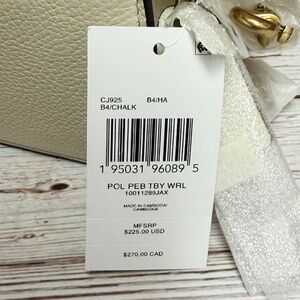 CJ925 B4/HA
B4/CHALK
1 95031 96089 5
POL PEB TBY WRL
10011289JAX
MADE IN CAMBODIA/
CAMBODGE
MFSRP
$225.00 USD
$270.00 CAD